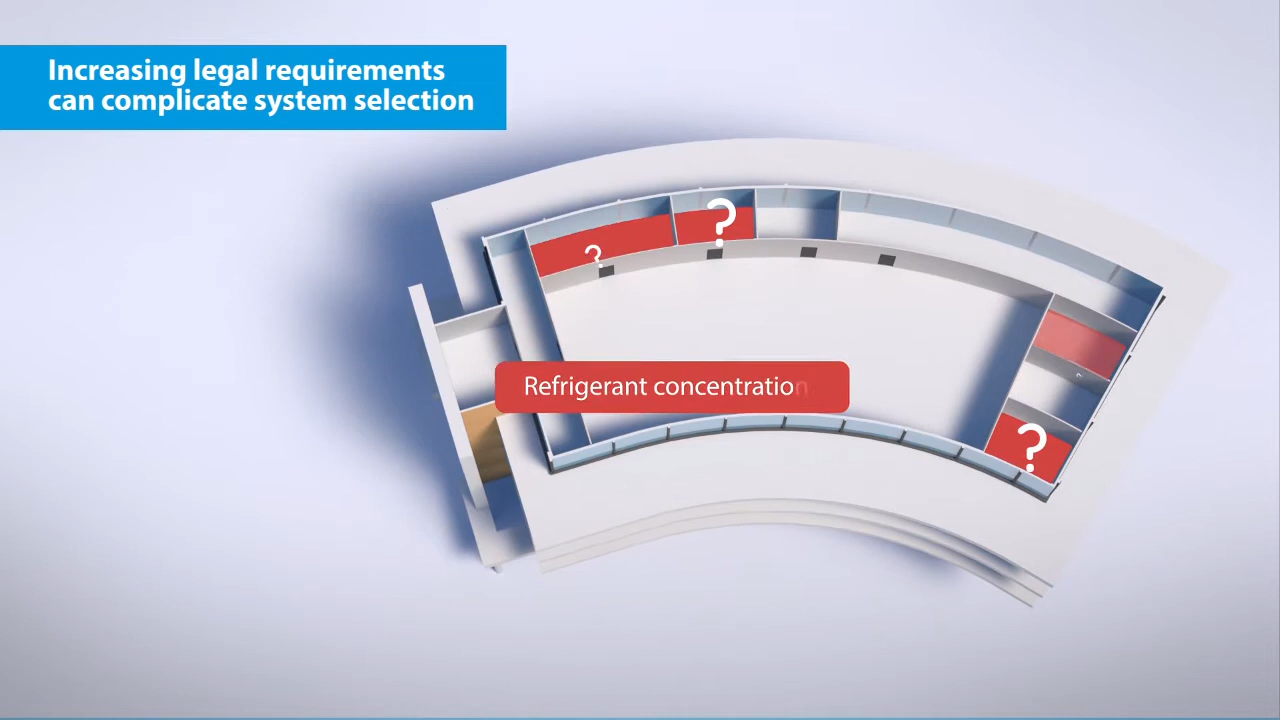 Increasing legal requirements
can complicate system selection
?
?
Refrigerant concentration
?